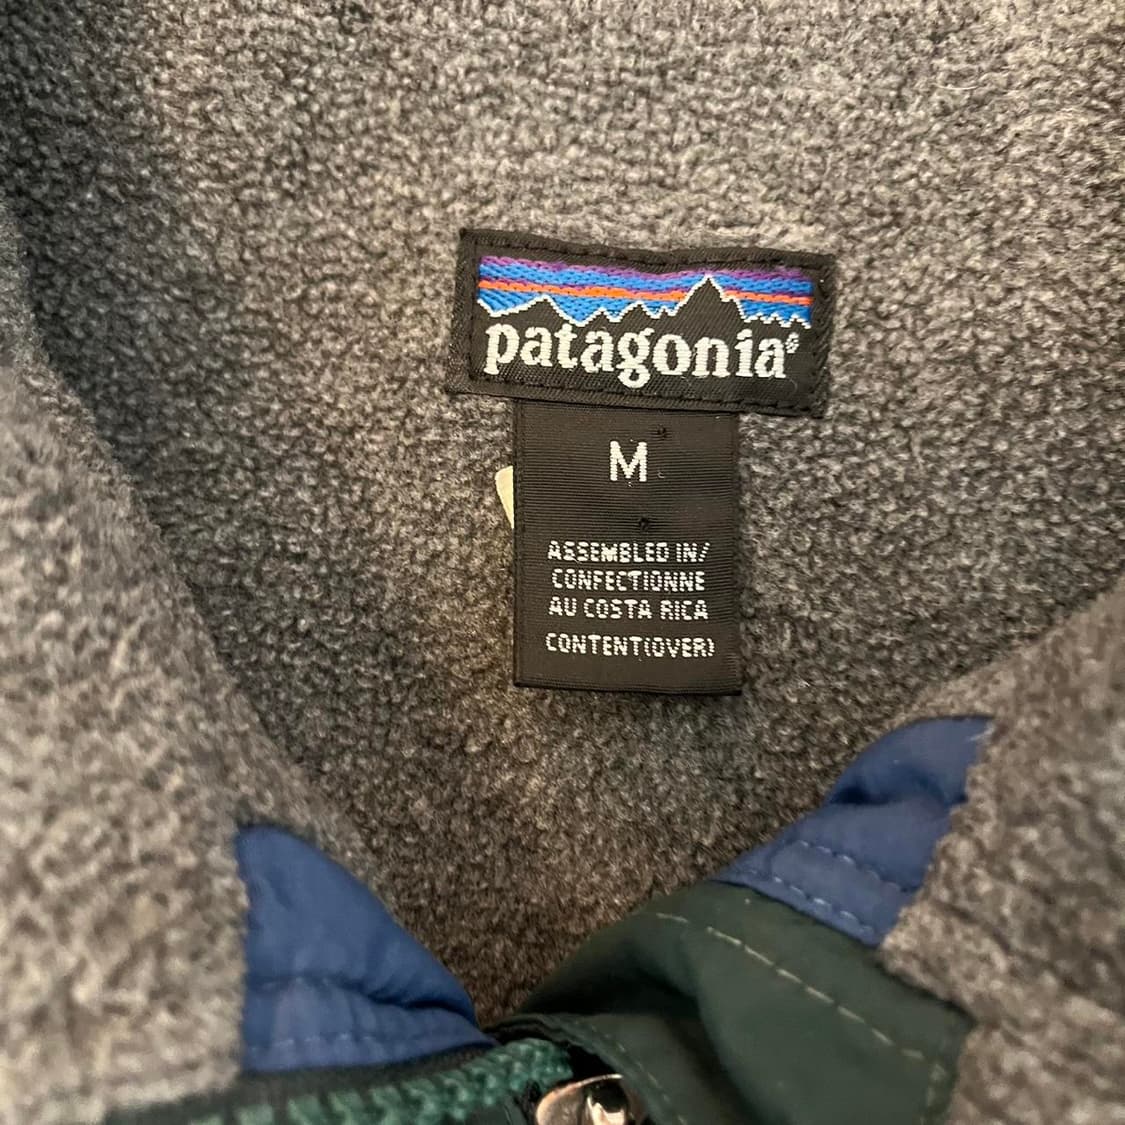 patagonia®
M
ASSEMBLED IN/
CONFECTIONNE
AU COSTA RICA
CONTENT(OVER)